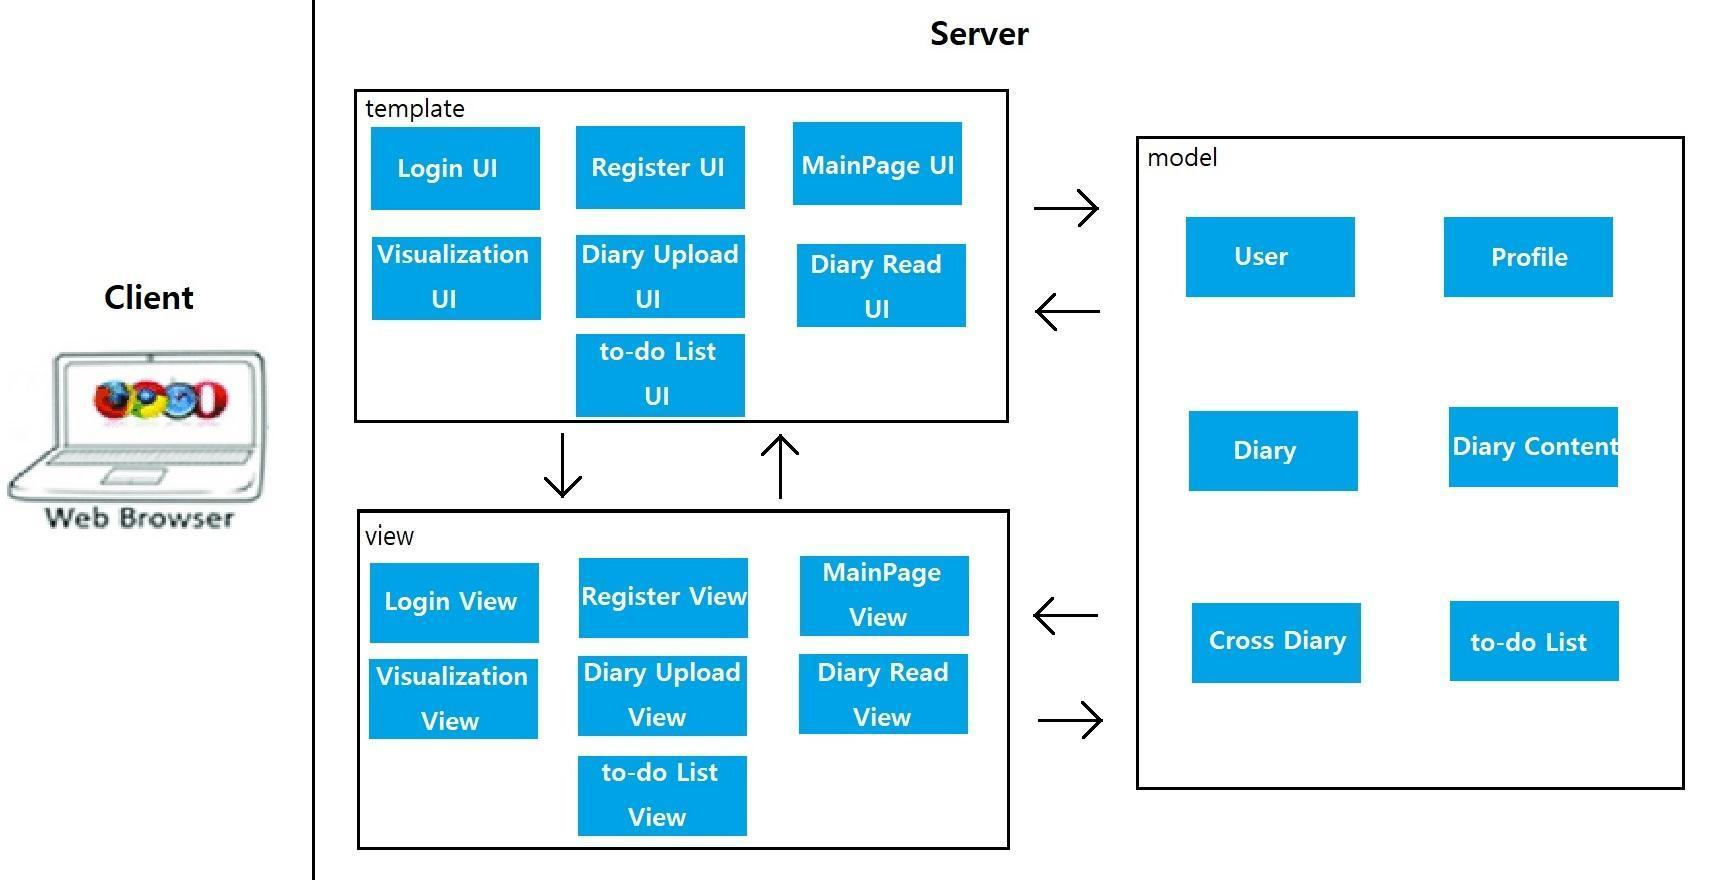 Server
Client
Web Browser
template
Login UI
Register UI
MainPage UI
Visualization
UI
Diary Upload
UI
Diary Read
UI
to-do List
UI
view
Login View
Register View
MainPage
View
Visualization
View
Diary Upload
View
Diary Read
View
to-do List
View
model
User
Profile
Diary
Diary Content
Cross Diary
to-do List